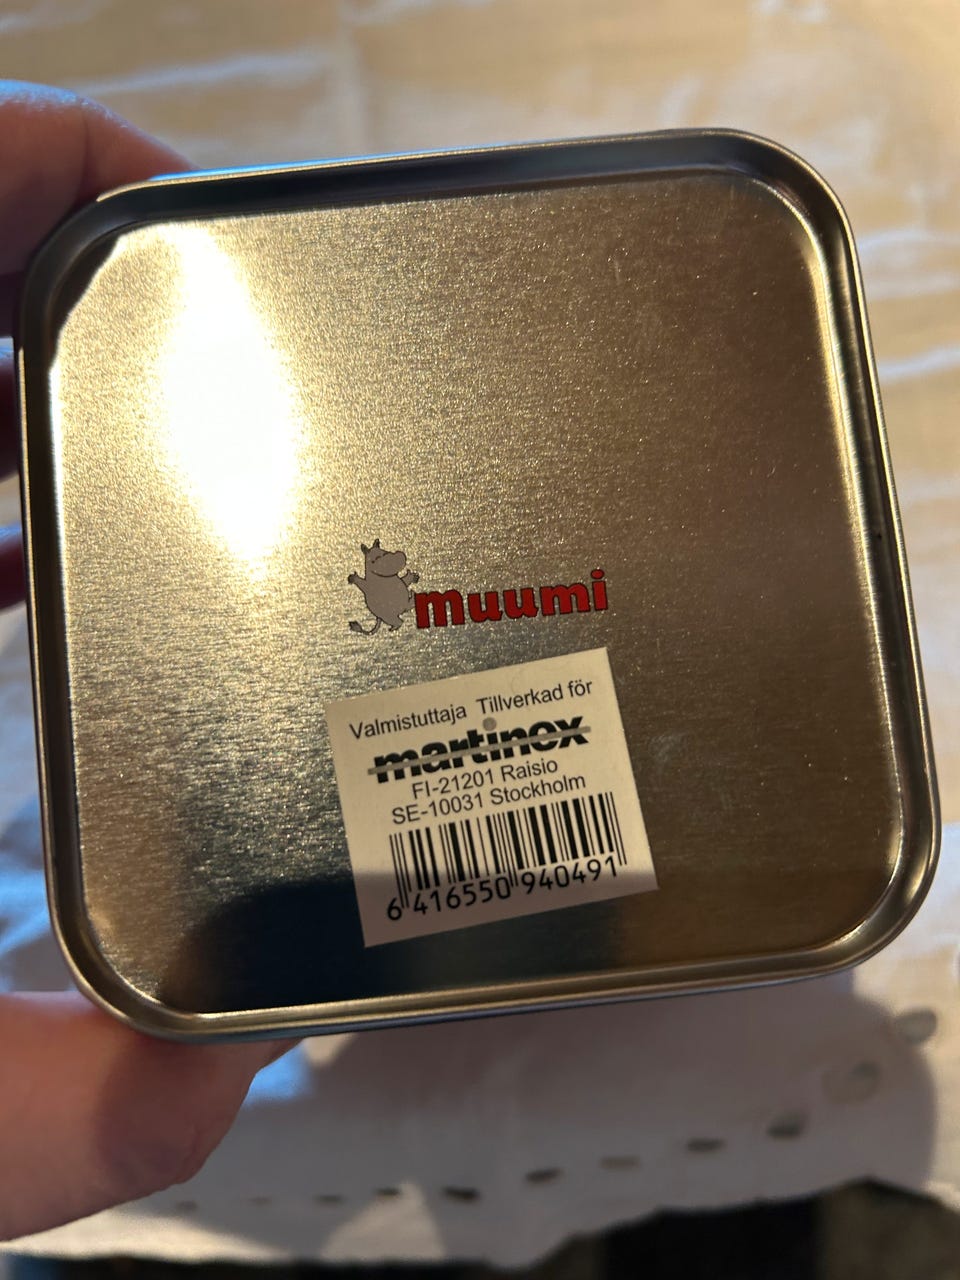 muumi
Valmistuttaja Tillverkad för
martinex
FI-21201 Raisio
SE-10031 Stockholm
6 416550 940491